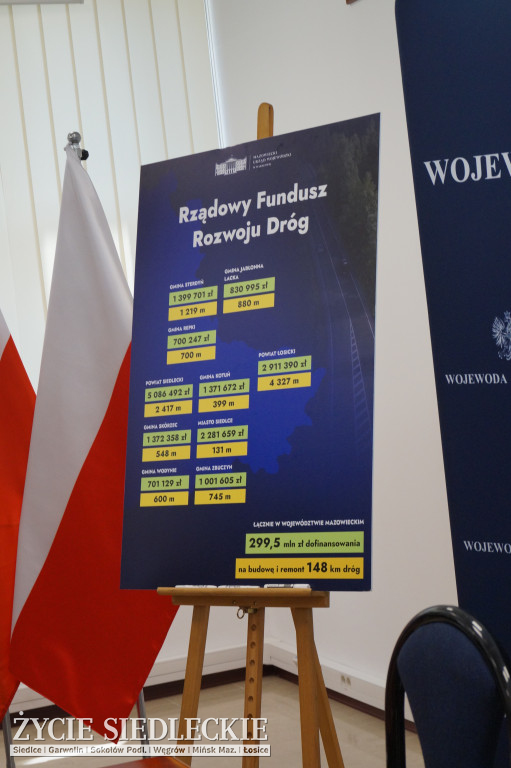 MAZOWIECKI
URZĄD WOJEWÓDZKI
W WARSZAWIE
Rządowy Fundusz
Rozwoju Dróg
GMINA STERDYŃ
1 399 701 zł
1 219 m
GMINA JABŁONNA
LACKA
830 995 zł
880 m
GMINA REPKI
700 247 zł
700 m
POWIAT ŁOSICKI
2 911 390 zł
4 327 m
POWIAT SIEDLECKI
5 086 492 zł
2 417 m
GMINA KOTUŃ
1 371 672 zł
399 m
GMINA SKÓRZEC
1 372 358 zł
548 m
MIASTO SIEDLCE
2 281 659 zł
131 m
GMINA WODYNIE
701 129 zł
600 m
GMINA ZBUCZYN
1 001 605 zł
745 m
ŁĄCZNIE W WOJEWÓDZTWIE MAZOWIECKIM
299,5 mln zł dofinansowania
na budowę i remont 148 km dróg
WOJEW
WOJEWODA
WOJEWO
ŻYCIE SIEDLECKIE
Siedlce | Garwolin | Sokołów Podl. | Węgrów | Mińsk Maz. | Łosice